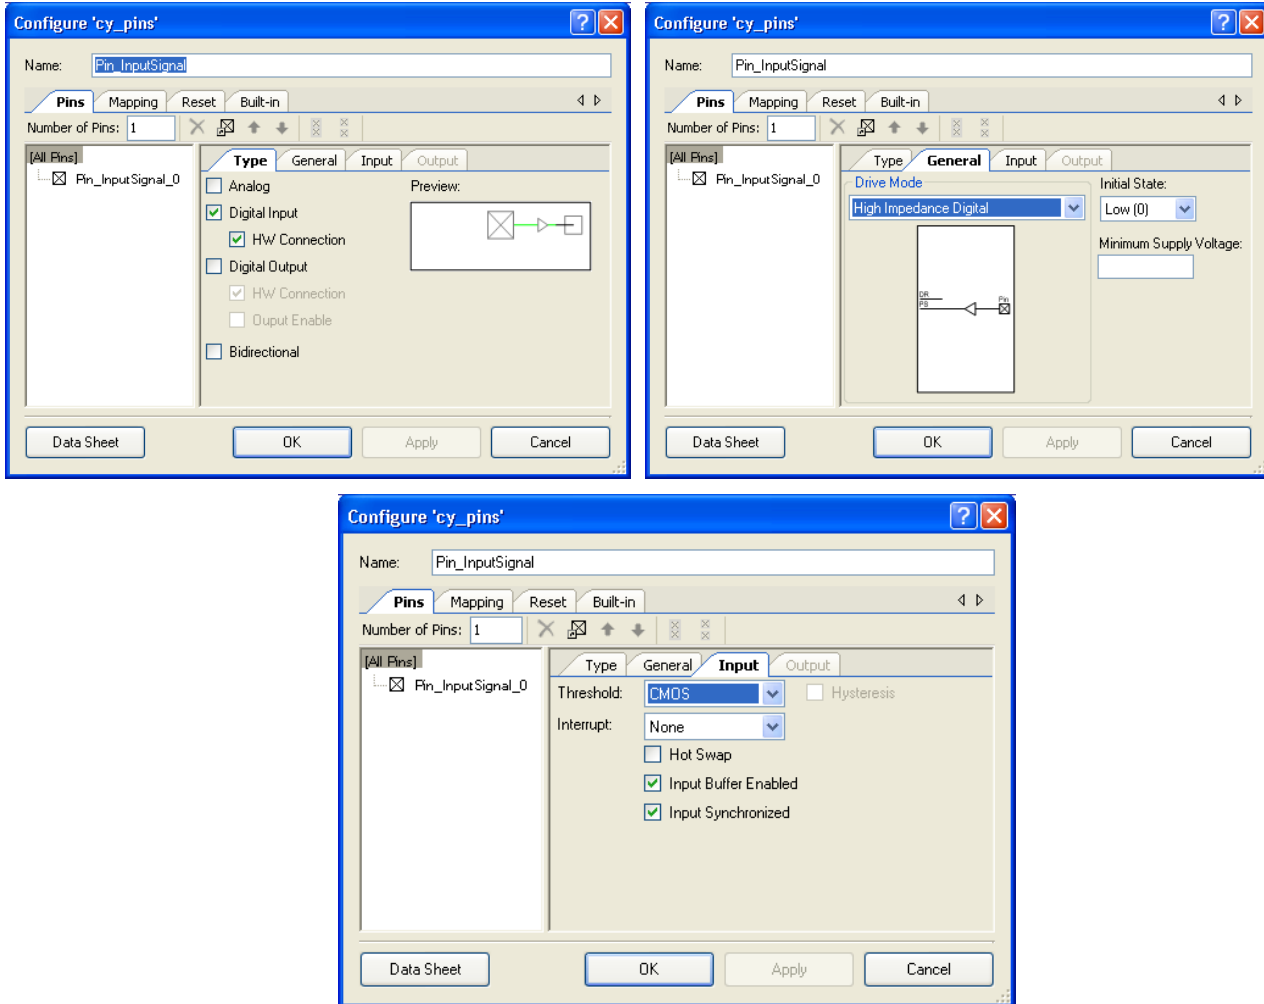 Configure 'cy_pins'
Name: Pin_InputSignal
Pins Mapping Reset Built-in
Number of Pins: 1
[All Pins]
Pin_InputSignal_0
Type General Input Output
Analog
Digital Input
HW Connection
Digital Output
HW Connection
Ouput Enable
Bidirectional
Preview:
Data Sheet OK Apply Cancel
Configure 'cy_pins'
Name: Pin_InputSignal
Pins Mapping Reset Built-in
Number of Pins: 1
[All Pins]
Pin_InputSignal_0
Type General Input Output
Drive Mode
High Impedance Digital
DR
PS
Pin
Initial State:
Low (0)
Minimum Supply Voltage:
Data Sheet OK Apply Cancel
Configure 'cy_pins'
Name: Pin_InputSignal
Pins Mapping Reset Built-in
Number of Pins: 1
[All Pins]
Pin_InputSignal_0
Type General Input Output
Threshold: CMOS Hysteresis
Interrupt: None
Hot Swap
Input Buffer Enabled
Input Synchronized
Data Sheet OK Apply Cancel